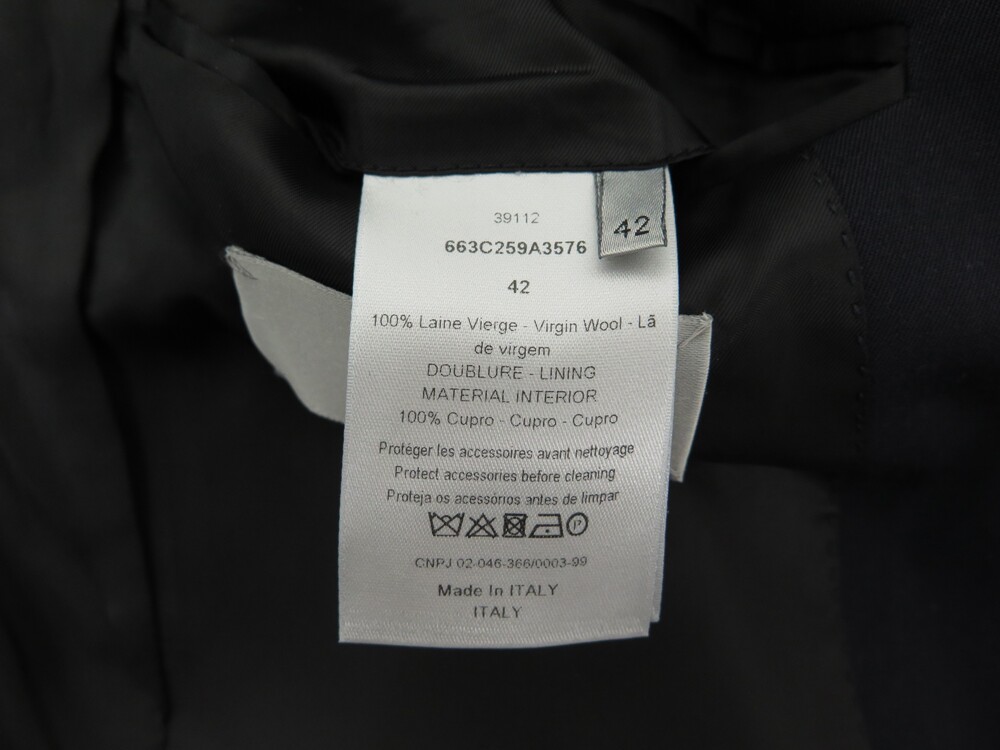 39112
663C259A3576
42
42
100% Laine Vierge - Virgin Wool - Lã
de virgem
DOUBLURE - LINING
MATERIAL INTERIOR
100% Cupro - Cupro - Cupro
Protéger les accessoires avant nettoyage
Protect accessories before cleaning
Proteja os acessórios antes de limpar
P
CNPJ 02-046-366/0003-99
Made In ITALY
ITALY